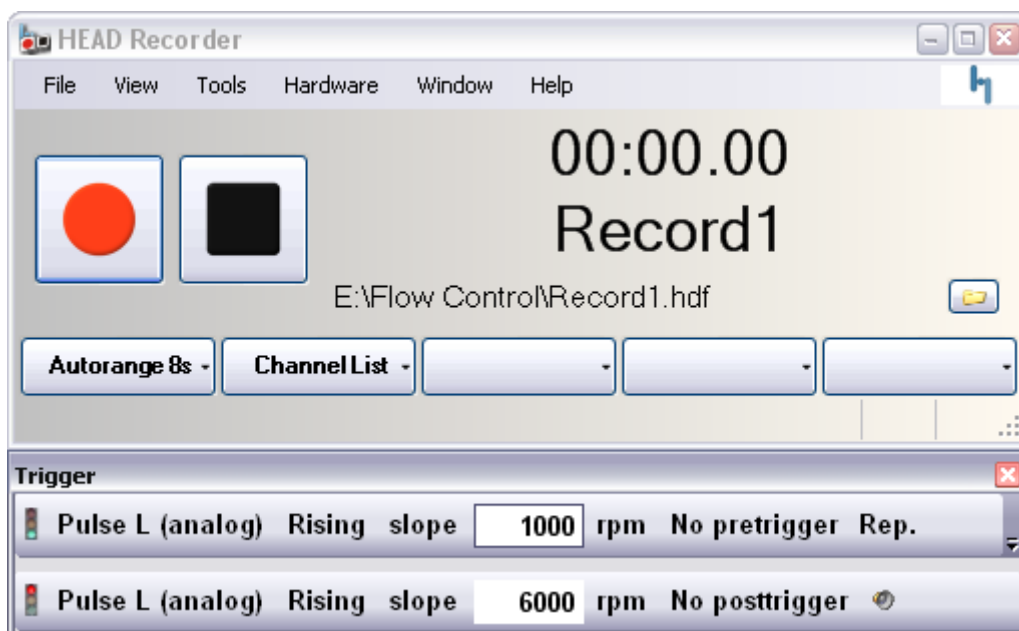 HEAD Recorder
File View Tools Hardware Window Help
00:00.00
Record1
E:\Flow Control\Record1.hdf
Autorange 8s Channel List
Trigger
Pulse L (analog) Rising slope 1000 rpm No pretrigger Rep.
Pulse L (analog) Rising slope 6000 rpm No posttrigger